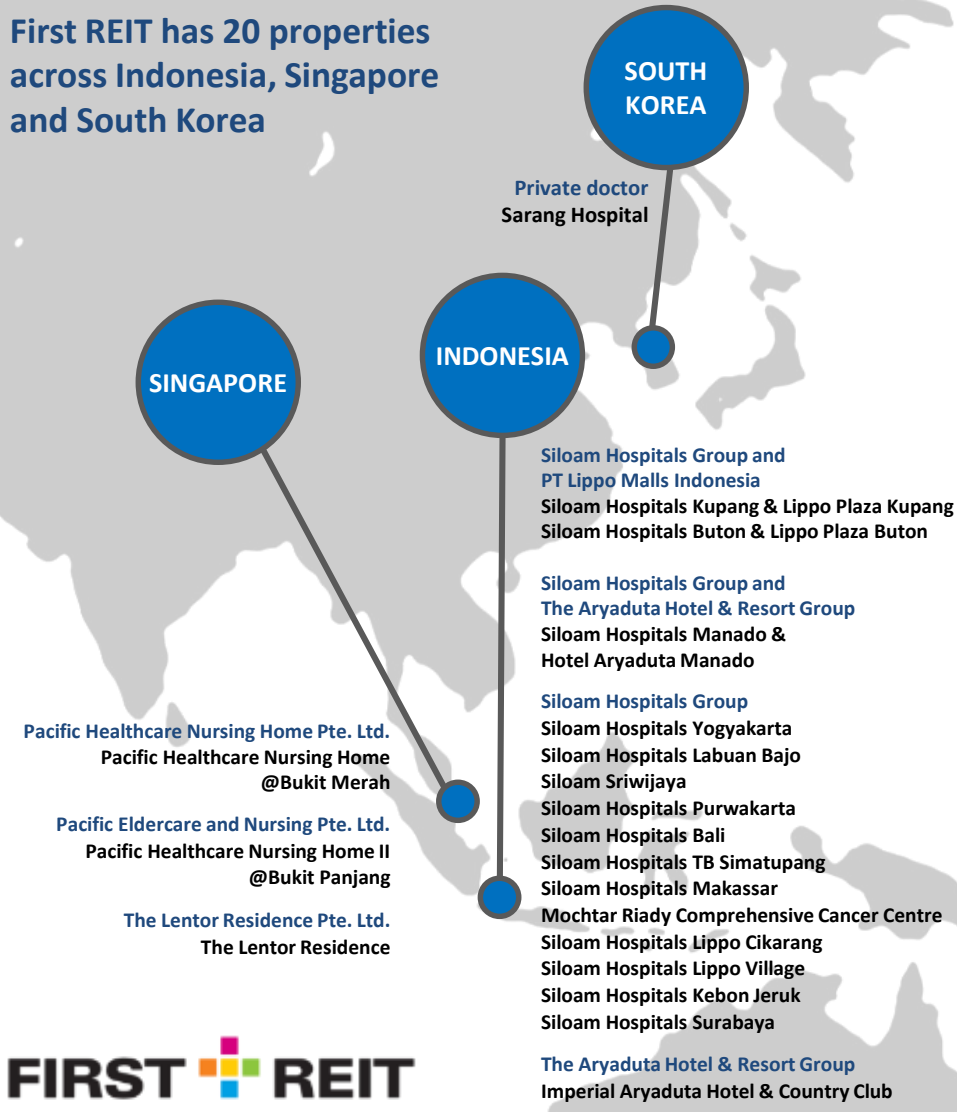 First REIT has 20 properties
across Indonesia, Singapore
and South Korea
SOUTH
KOREA
Private doctor
Sarang Hospital
SINGAPORE
INDONESIA
Siloam Hospitals Group and
PT Lippo Malls Indonesia
Siloam Hospitals Kupang & Lippo Plaza Kupang
Siloam Hospitals Buton & Lippo Plaza Buton
Siloam Hospitals Group and
The Aryaduta Hotel & Resort Group
Siloam Hospitals Manado &
Hotel Aryaduta Manado
Siloam Hospitals Group
Siloam Hospitals Yogyakarta
Siloam Hospitals Labuan Bajo
Siloam Sriwijaya
Siloam Hospitals Purwakarta
Siloam Hospitals Bali
Siloam Hospitals TB Simatupang
Siloam Hospitals Makassar
Mochtar Riady Comprehensive Cancer Centre
Siloam Hospitals Lippo Cikarang
Siloam Hospitals Lippo Village
Siloam Hospitals Kebon Jeruk
Siloam Hospitals Surabaya
The Aryaduta Hotel & Resort Group
Imperial Aryaduta Hotel & Country Club
Pacific Healthcare Nursing Home Pte. Ltd.
Pacific Healthcare Nursing Home
@Bukit Merah
Pacific Eldercare and Nursing Pte. Ltd.
Pacific Healthcare Nursing Home II
@Bukit Panjang
The Lentor Residence Pte. Ltd.
The Lentor Residence
FIRST REIT